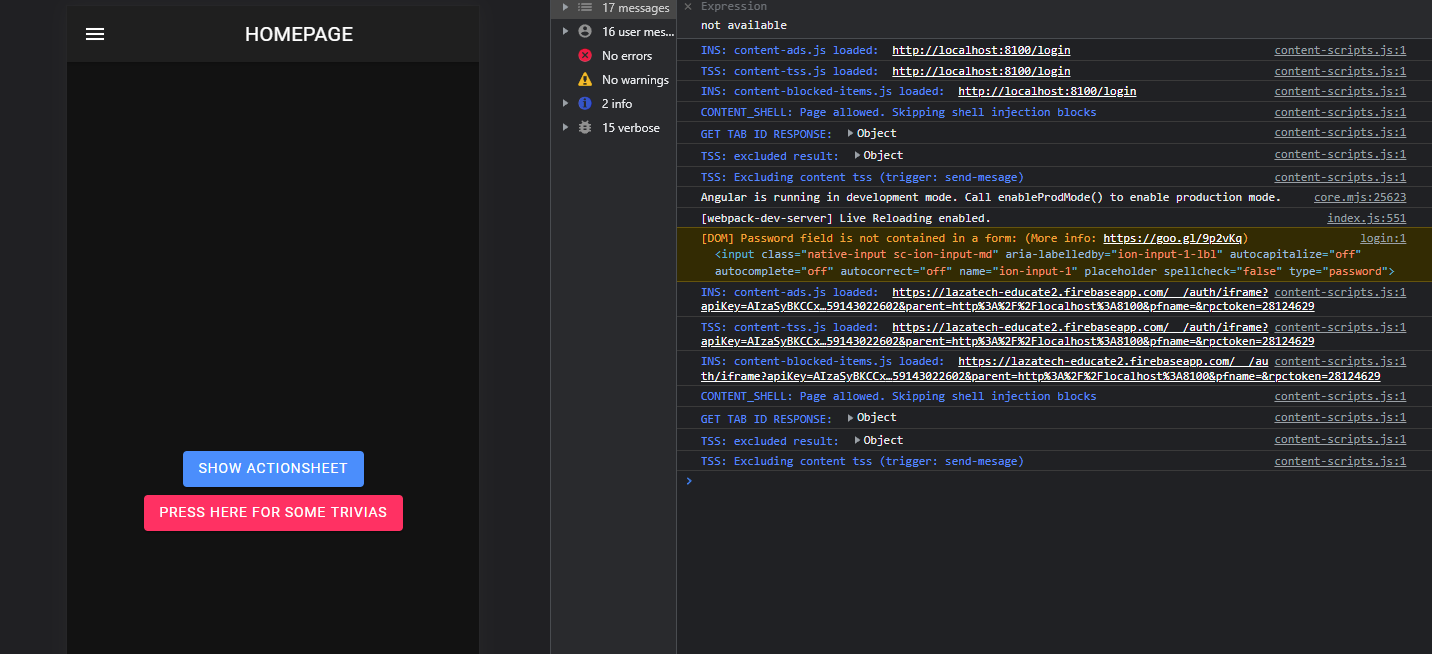 HOMEPAGE
SHOW ACTIONSHEET
PRESS HERE FOR SOME TRIVIAS
17 messages
16 user mes...
No errors
No warnings
2 info
15 verbose
Expression
not available
INS: content-ads.js loaded: http://localhost:8100/login content-scripts.js:1
TSS: content-tss.js loaded: http://localhost:8100/login content-scripts.js:1
INS: content-blocked-items.js loaded: http://localhost:8100/login content-scripts.js:1
CONTENT_SHELL: Page allowed. Skipping shell injection blocks content-scripts.js:1
GET TAB ID RESPONSE: Object content-scripts.js:1
TSS: excluded result: Object content-scripts.js:1
TSS: Excluding content tss (trigger: send-mesage) content-scripts.js:1
Angular is running in development mode. Call enableProdMode() to enable production mode. core.mjs:25623
[webpack-dev-server] Live Reloading enabled. index.js:551
[DOM] Password field is not contained in a form: (More info: https://goo.gl/9p2vKq) login:1
<input class="native-input sc-ion-input-md" aria-labelledby="ion-input-1-lbl" autocapitalize="off"
autocomplete="off" autocorrect="off" name="ion-input-1" placeholder spellcheck="false" type="password">
INS: content-ads.js loaded: https://lazatech-educate2.firebaseapp.com/__/auth/iframe? content-scripts.js:1
apiKey=AIzaSyBKCCx…59143022602&parent=http%3A%2F%2Flocalhost%3A8100&pfname=&rpctoken=28124629
TSS: content-tss.js loaded: https://lazatech-educate2.firebaseapp.com/__/auth/iframe? content-scripts.js:1
apiKey=AIzaSyBKCCx…59143022602&parent=http%3A%2F%2Flocalhost%3A8100&pfname=&rpctoken=28124629
INS: content-blocked-items.js loaded: https://lazatech-educate2.firebaseapp.com/__/au content-scripts.js:1
th/iframe?apiKey=AIzaSyBKCCx…59143022602&parent=http%3A%2F%2Flocalhost%3A8100&pfname=&rpctoken=28124629
CONTENT_SHELL: Page allowed. Skipping shell injection blocks content-scripts.js:1
GET TAB ID RESPONSE: Object content-scripts.js:1
TSS: excluded result: Object content-scripts.js:1
TSS: Excluding content tss (trigger: send-mesage) content-scripts.js:1